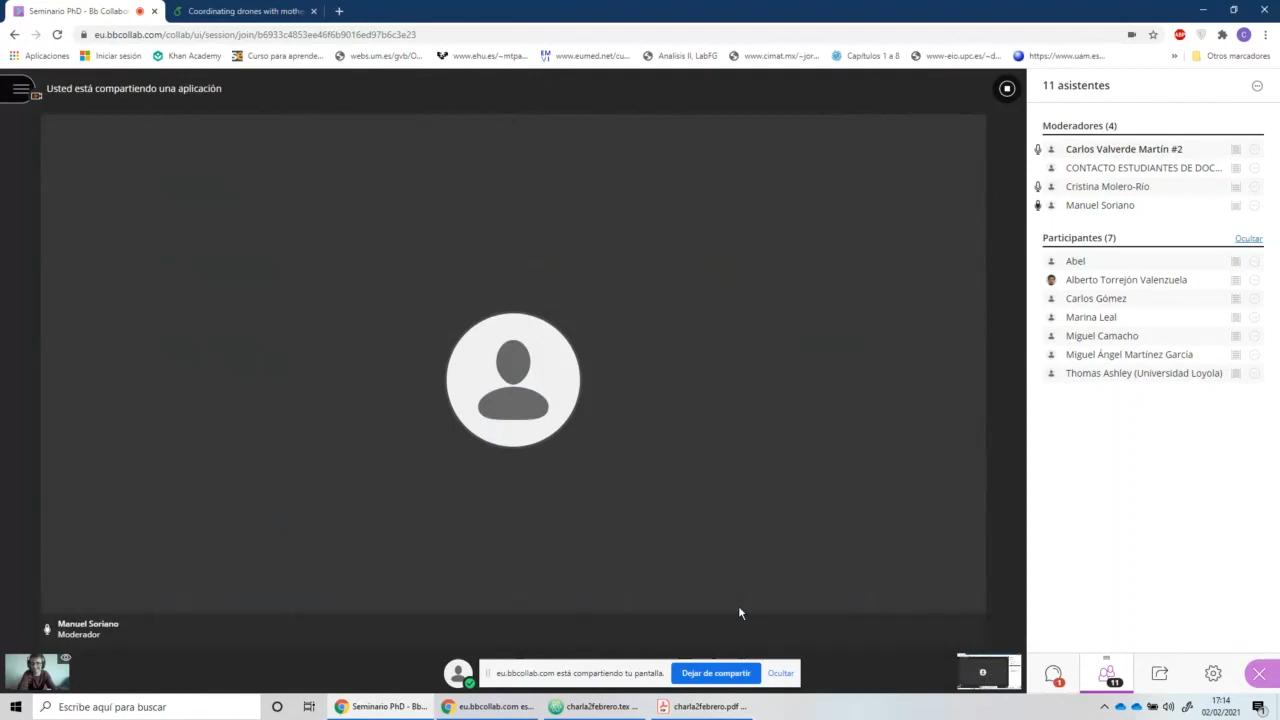 Seminario PhD - Bb Collabo
Coordinating drones with mothe
eu.bbcollab.com/collab/ui/session/join/b6933c4853ee46f6b9016ed97b6c3e23
Aplicaciones
Iniciar sesión
Khan Academy
Curso para aprende...
webs.um.es/gvb/O...
www.ehu.es/~mtpa...
www.eumed.net/cu...
Analisis II, LabFG
www.cimat.mx/~jor...
Capítulos 1 a 8
www-eio.upc.es/~d...
https://www.uam.es...
»
Otros marcadores
Usted está compartiendo una aplicación
11 asistentes
Moderadores (4)
Carlos Valverde Martín #2
CONTACTO ESTUDIANTES DE DOC...
Cristina Molero-Río
Manuel Soriano
Participantes (7)
Ocultar
Abel
Alberto Torrejón Valenzuela
Carlos Gómez
Marina Leal
Miguel Camacho
Miguel Ángel Martínez García
Thomas Ashley (Universidad Loyola)
Manuel Soriano
Moderador
eu.bbcollab.com está compartiendo tu pantalla.
Dejar de compartir
Ocultar
1
11
Escribe aquí para buscar
Seminario PhD - Bb...
eu.bbcollab.com es...
charla2febrero.tex ...
charla2febrero.pdf ...
17:14
02/02/2021